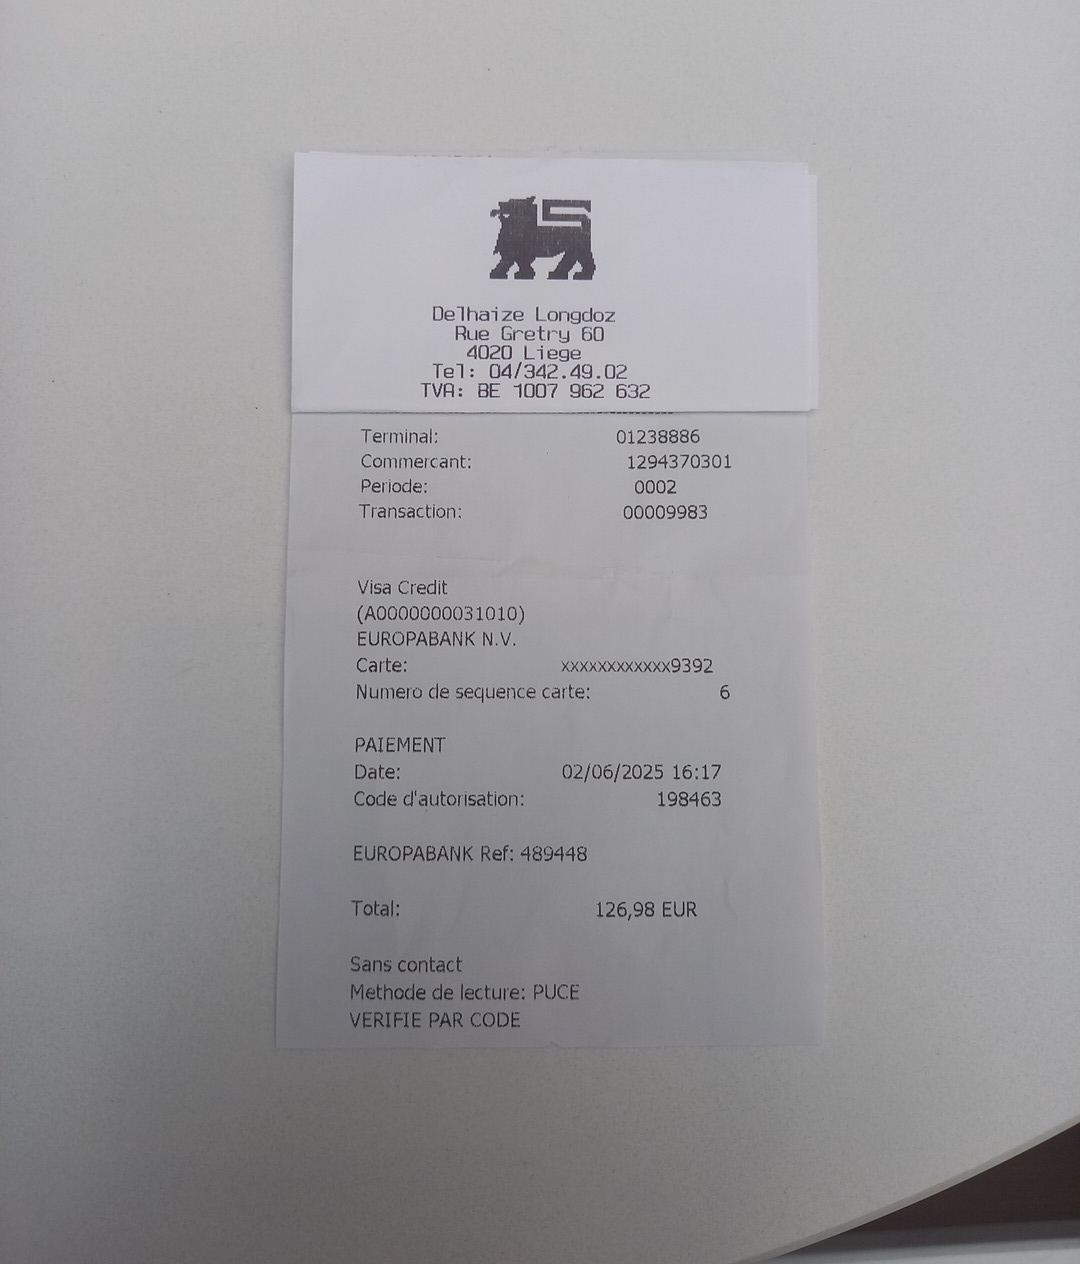 Delhaize Longdoz
Rue Gretry 60
4020 Liege
Tel: 04/342.49.02
TVA: BE 1007 962 632
Terminal: 01238886
Commercant: 1294370301
Periode: 0002
Transaction: 00009983
Visa Credit
(A0000000031010)
EUROPABANK N.V.
Carte: xxxxxxxxxxxx9392
Numero de sequence carte: 6
PAIEMENT
Date: 02/06/2025 16:17
Code d'autorisation: 198463
EUROPABANK Ref: 489448
Total: 126,98 EUR
Sans contact
Methode de lecture: PUCE
VERIFIE PAR CODE